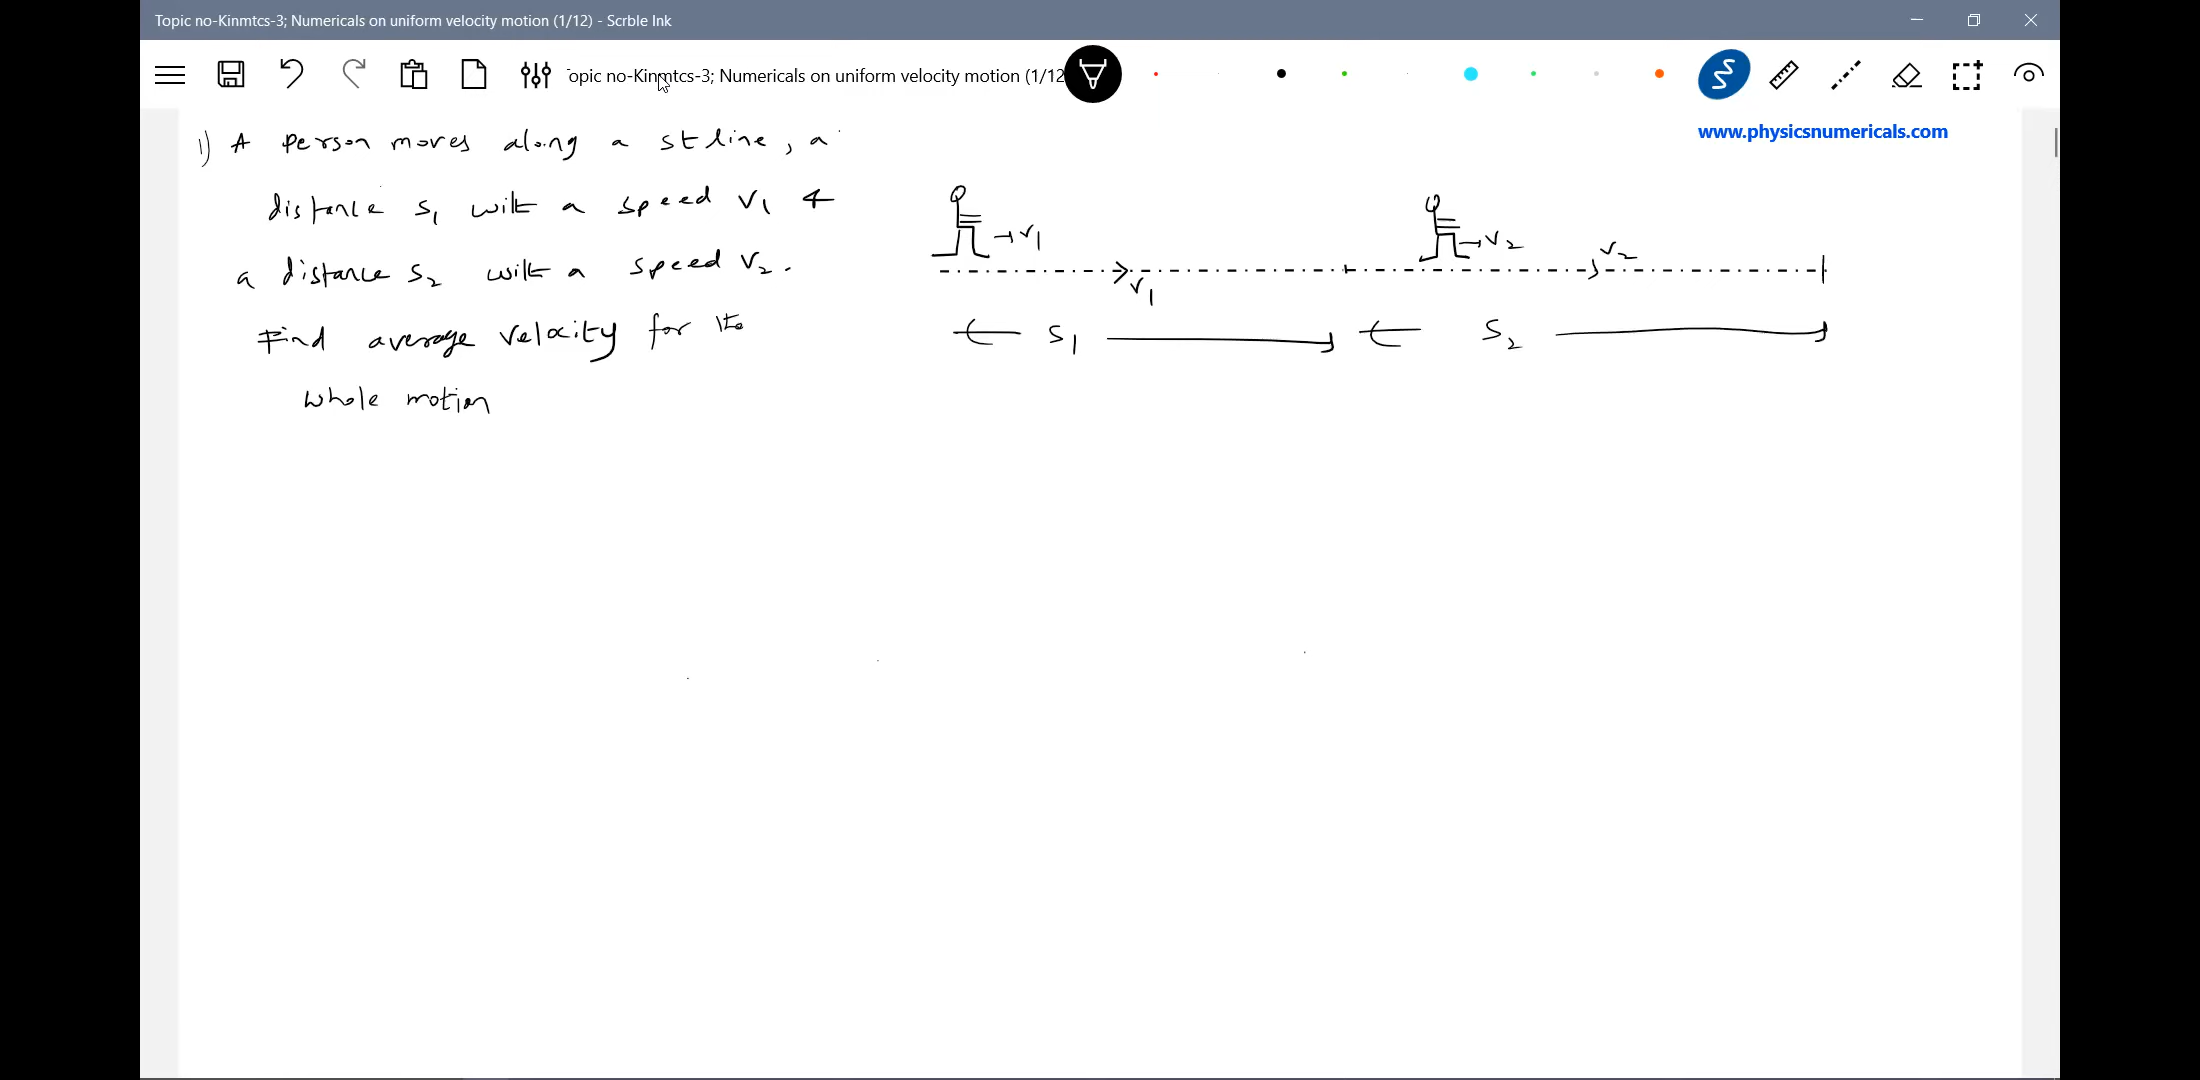 Topic no-Kinmtcs-3; Numericals on uniform velocity motion (1/12) - Scrble Ink
Topic no-Kinmtcs-3; Numericals on uniform velocity motion (1/12
www.physicsnumericals.com
1) A person moves along a st line, a
distance s1 with a speed v1 &
a distance s2 with a speed v2.
Find average velocity for the
whole motion
→v1
→v2
v2
v1
s1
s2